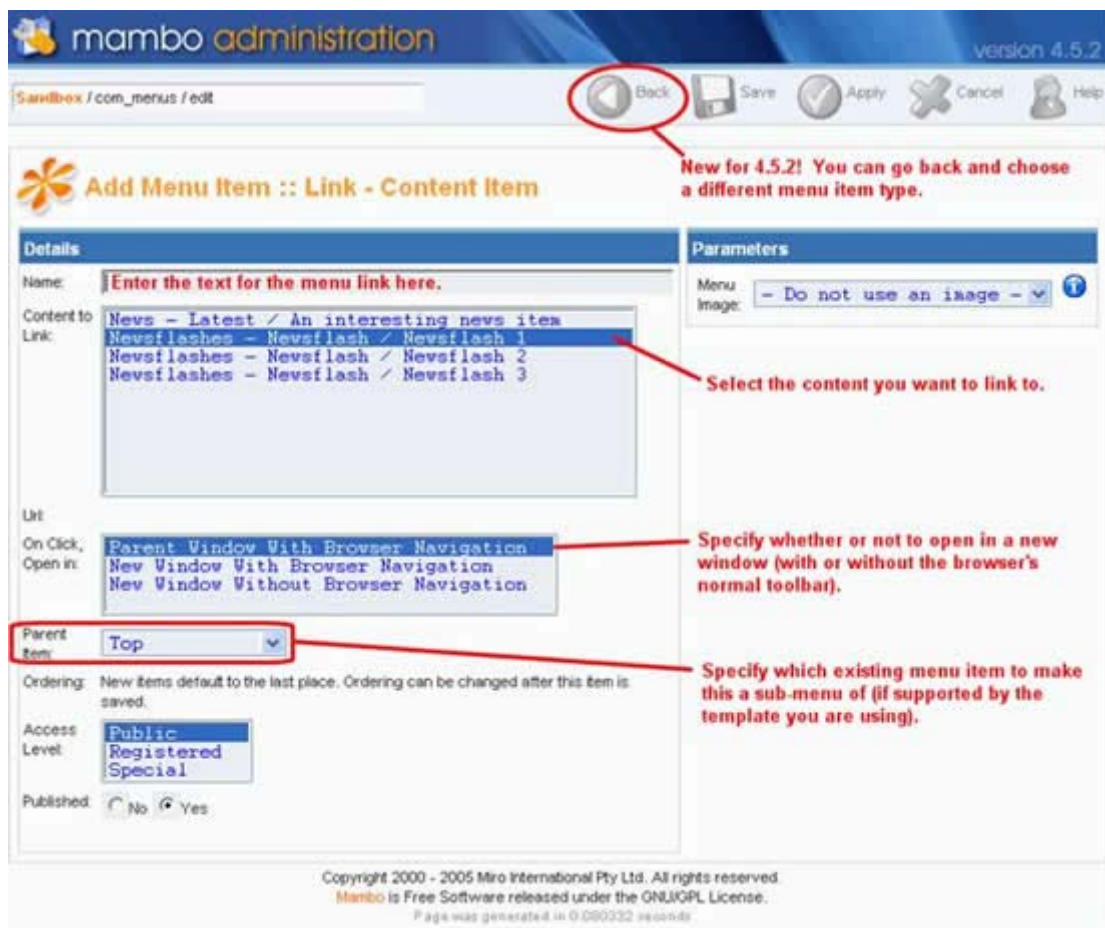 mambo administration
version 4.5.2
Sandbox / com_menus / edit
Back
Save
Apply
Cancel
Help
New for 4.5.2! You can go back and choose
a different menu item type.
Add Menu Item :: Link - Content Item
Details
Name:
Enter the text for the menu link here.
Content to
Link:
News - Latest / An interesting news item
Newsflashes - Newsflash / Newsflash 1
Newsflashes - Newsflash / Newsflash 2
Newsflashes - Newsflash / Newsflash 3
Parameters
Menu
Image:
- Do not use an image -
Select the content you want to link to.
Url:
On Click,
Open in:
Parent Window With Browser Navigation
New Window With Browser Navigation
New Window Without Browser Navigation
Specify whether or not to open in a new
window (with or without the browser's
normal toolbar).
Parent
Item:
Top
Specify which existing menu item to make
this a sub-menu of (if supported by the
template you are using).
Ordering:
New items default to the last place. Ordering can be changed after this item is
saved.
Access
Level:
Public
Registered
Special
Published:
No
Yes
Copyright 2000 - 2005 Miro International Pty Ltd. All rights reserved.
Mambo is Free Software released under the GNU/GPL License.
Page was generated in 0.080332 seconds